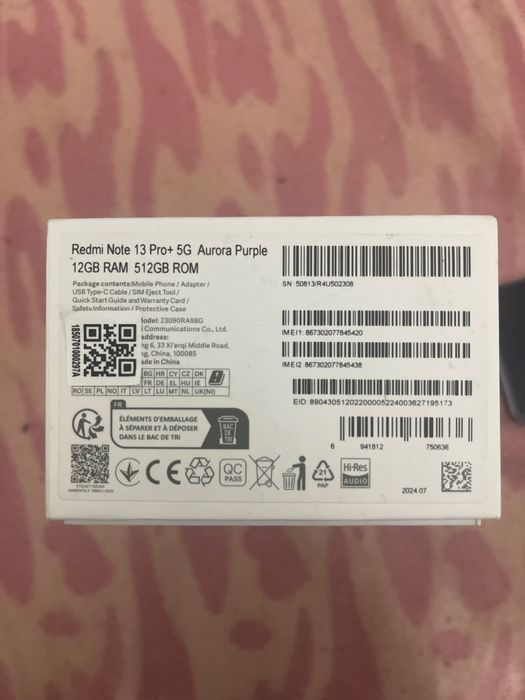 Redmi Note 13 Pro+ 5G Aurora Purple
12GB RAM 512GB ROM
Package contents:Mobile Phone / Adapter /
USB Type-C Cable / SIM Eject Tool /
Quick Start Guide and Warranty Card /
Safety Information / Protective Case
odel: 23090RA98G
i Communications Co., Ltd.
address:
ng 6, 33 Xi'erqi Middle Road,
ng, China, 100085
de in China
18507/01000297A
BG HR CY CZ DK
FR DE EL HU IE
RO SE PL NO IT LV LT LU MT NL UK(NI)
FR
ÉLÉMENTS D'EMBALLAGE
À SÉPARER ET À DÉPOSER
DANS LE BAC DE TRI
BAC
DE
TRI
CE
QC
PASS
21
PAP
Hi-Res
AUDIO
SN: 50813/R4U502308
IMEI1: 867302077845420
IMEI2: 867302077845438
EID: 89043051202200005224003627195173
6 941812 750636
2024.07